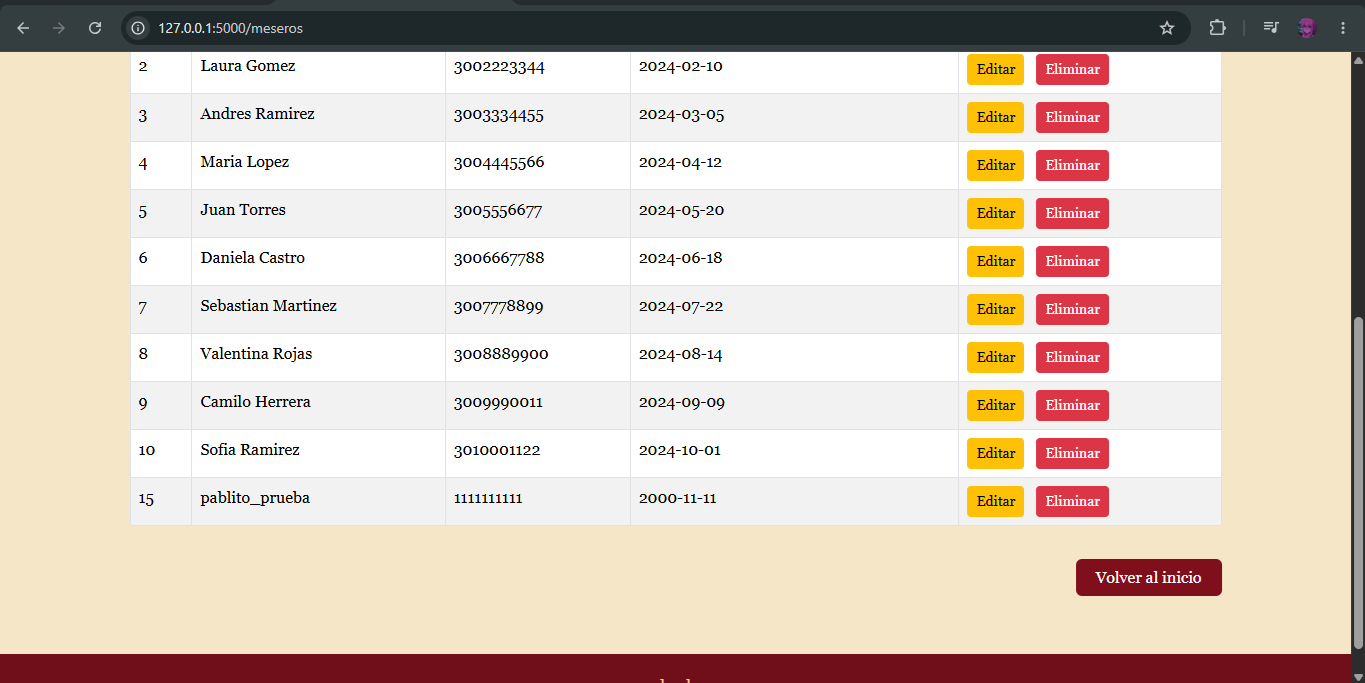 127.0.0.1:5000/meseros
2 Laura Gomez 3002223344 2024-02-10 Editar Eliminar
3 Andres Ramirez 3003334455 2024-03-05 Editar Eliminar
4 Maria Lopez 3004445566 2024-04-12 Editar Eliminar
5 Juan Torres 3005556677 2024-05-20 Editar Eliminar
6 Daniela Castro 3006667788 2024-06-18 Editar Eliminar
7 Sebastian Martinez 3007778899 2024-07-22 Editar Eliminar
8 Valentina Rojas 3008889900 2024-08-14 Editar Eliminar
9 Camilo Herrera 3009990011 2024-09-09 Editar Eliminar
10 Sofia Ramirez 3010001122 2024-10-01 Editar Eliminar
15 pablito_prueba 1111111111 2000-11-11 Editar Eliminar
Volver al inicio